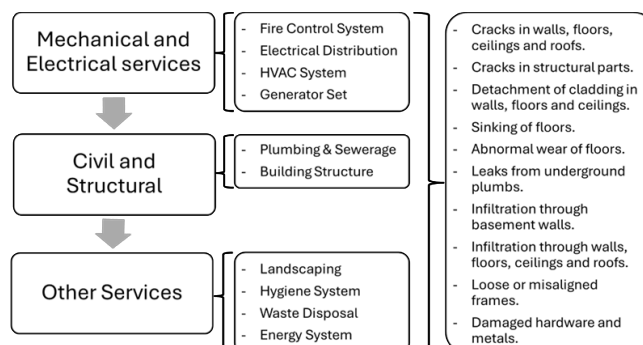 Mechanical and
Electrical services
- Fire Control System
- Electrical Distribution
- HVAC System
- Generator Set
Civil and
Structural
- Plumbing & Sewerage
- Building Structure
Other Services
- Landscaping
- Hygiene System
- Waste Disposal
- Energy System
- Cracks in walls, floors,
ceilings and roofs.
- Cracks in structural parts.
- Detachment of cladding in
walls, floors and ceilings.
- Sinking of floors.
- Abnormal wear of floors.
- Leaks from underground
plumbs.
- Infiltration through
basement walls.
- Infiltration through walls,
floors, ceilings and roofs.
- Loose or misaligned
frames.
- Damaged hardware and
metals.